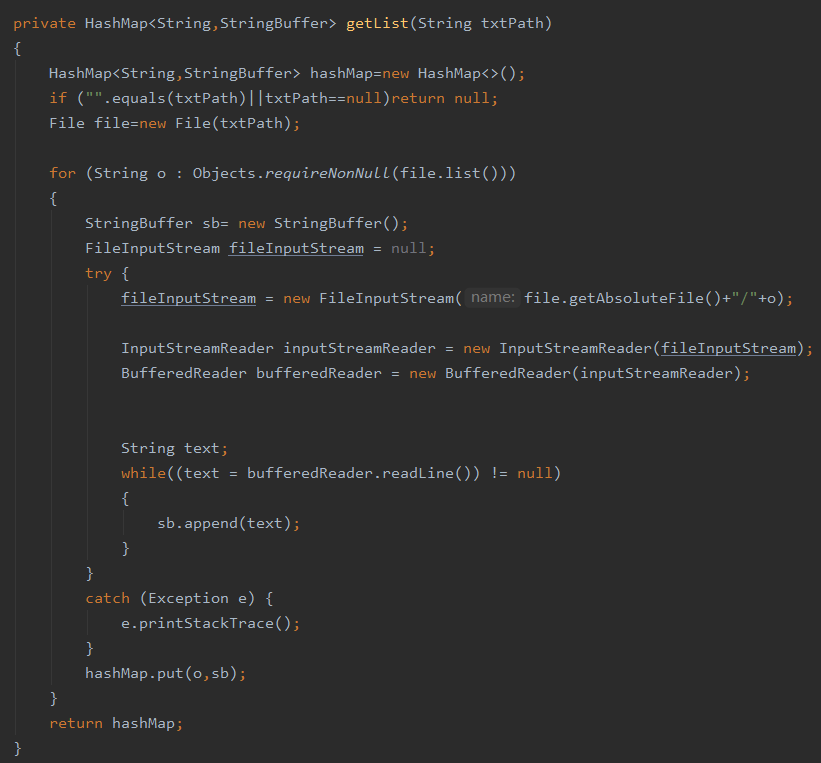 private HashMap<String,StringBuffer> getList(String txtPath)
{
HashMap<String,StringBuffer> hashMap=new HashMap<>();
if ("".equals(txtPath)||txtPath==null)return null;
File file=new File(txtPath);
for (String o : Objects.requireNonNull(file.list()))
{
StringBuffer sb= new StringBuffer();
FileInputStream fileInputStream = null;
try {
fileInputStream = new FileInputStream( name: file.getAbsoluteFile()+"/"+o);
InputStreamReader inputStreamReader = new InputStreamReader(fileInputStream);
BufferedReader bufferedReader = new BufferedReader(inputStreamReader);
String text;
while((text = bufferedReader.readLine()) != null)
{
sb.append(text);
}
}
catch (Exception e) {
e.printStackTrace();
}
hashMap.put(o,sb);
}
return hashMap;
}